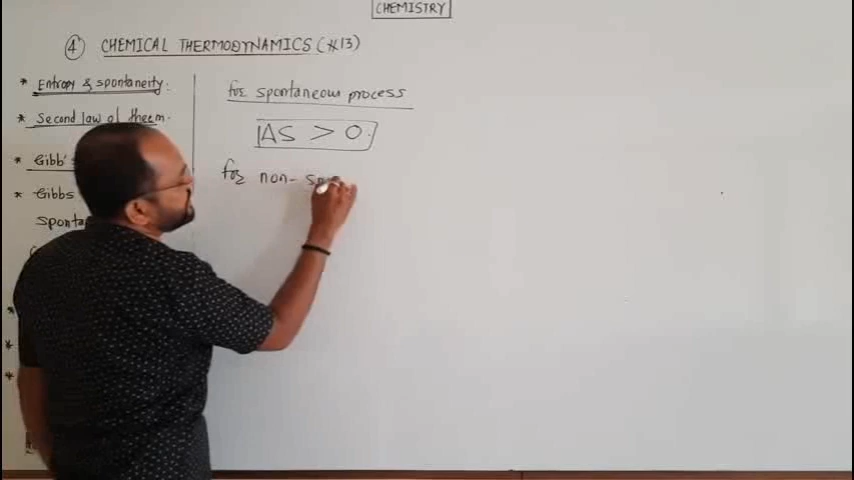 CHEMISTRY
4 CHEMICAL THERMODYNAMICS (*13)
* Entropy & spontaneity.
* Second law of therm.
* Gibb's
* Gibbs
sponta
for spontaneous process
ΔS > 0.
for non-spo